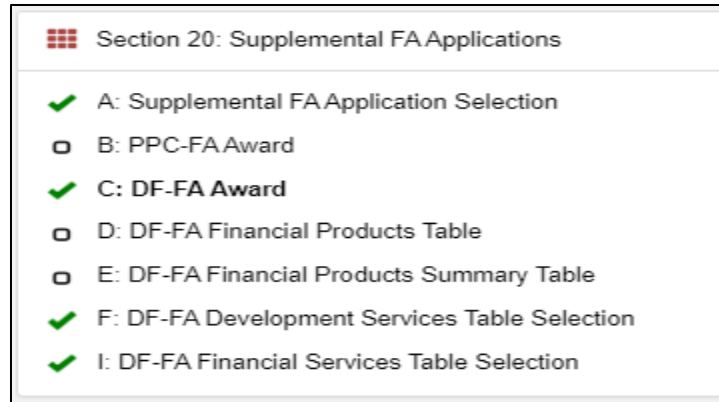 Section 20: Supplemental FA Applications
A: Supplemental FA Application Selection
B: PPC-FA Award
C: DF-FA Award
D: DF-FA Financial Products Table
E: DF-FA Financial Products Summary Table
F: DF-FA Development Services Table Selection
I: DF-FA Financial Services Table Selection